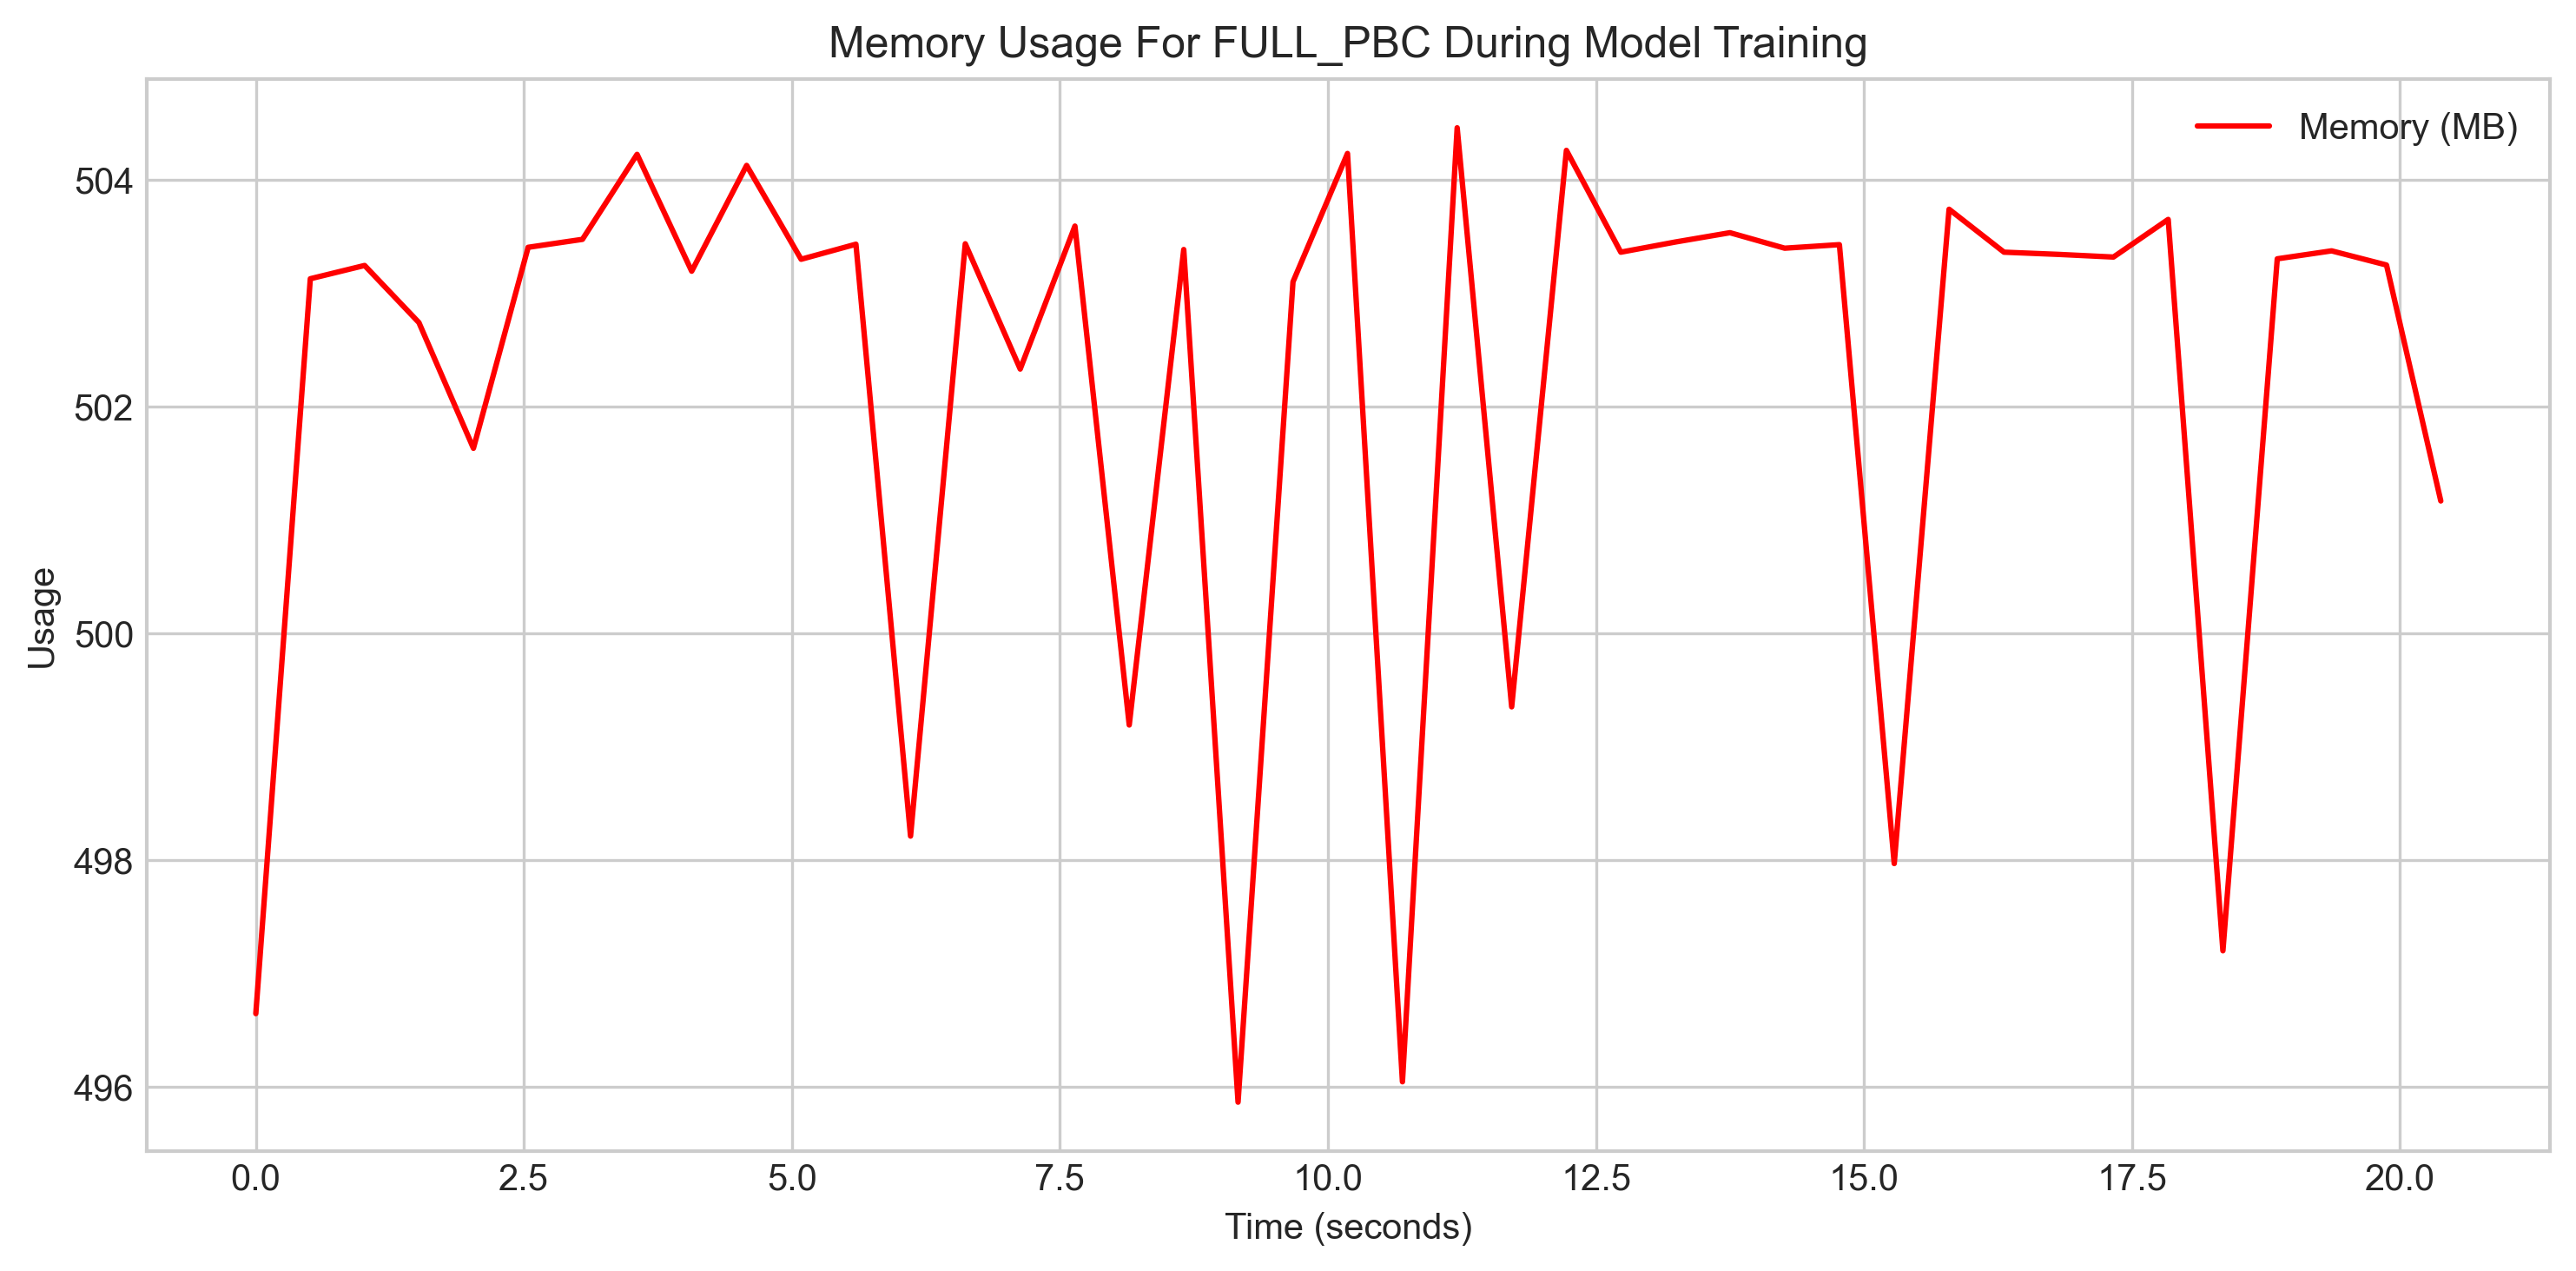 Memory Usage For FULL_PBC During Model Training
Memory (MB)
504
502
500
498
496
Usage
0.0 2.5 5.0 7.5 10.0 12.5 15.0 17.5 20.0
Time (seconds)